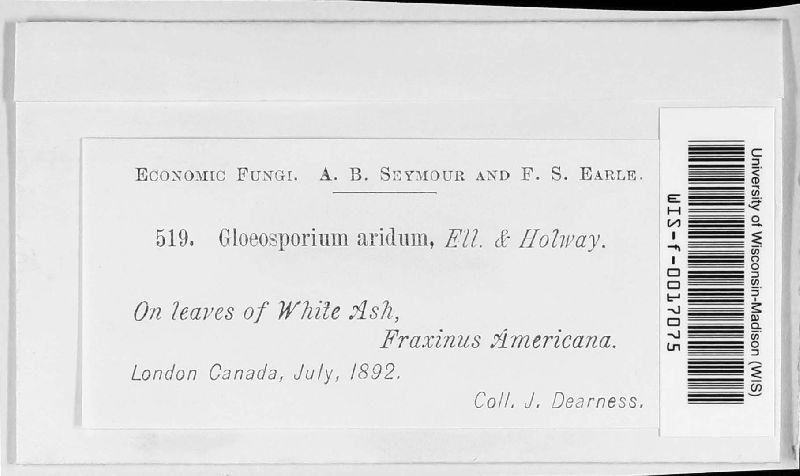 Economic Fungi. A. B. Seymour and F. S. Earle.
519. Gloeosporium aridum, Ell. & Holway.
On leaves of White Ash,
Fraxinus Americana.
London Canada, July, 1892.
Coll. J. Dearness.
University of Wisconsin-Madison (WIS)
WIS-f-0017075